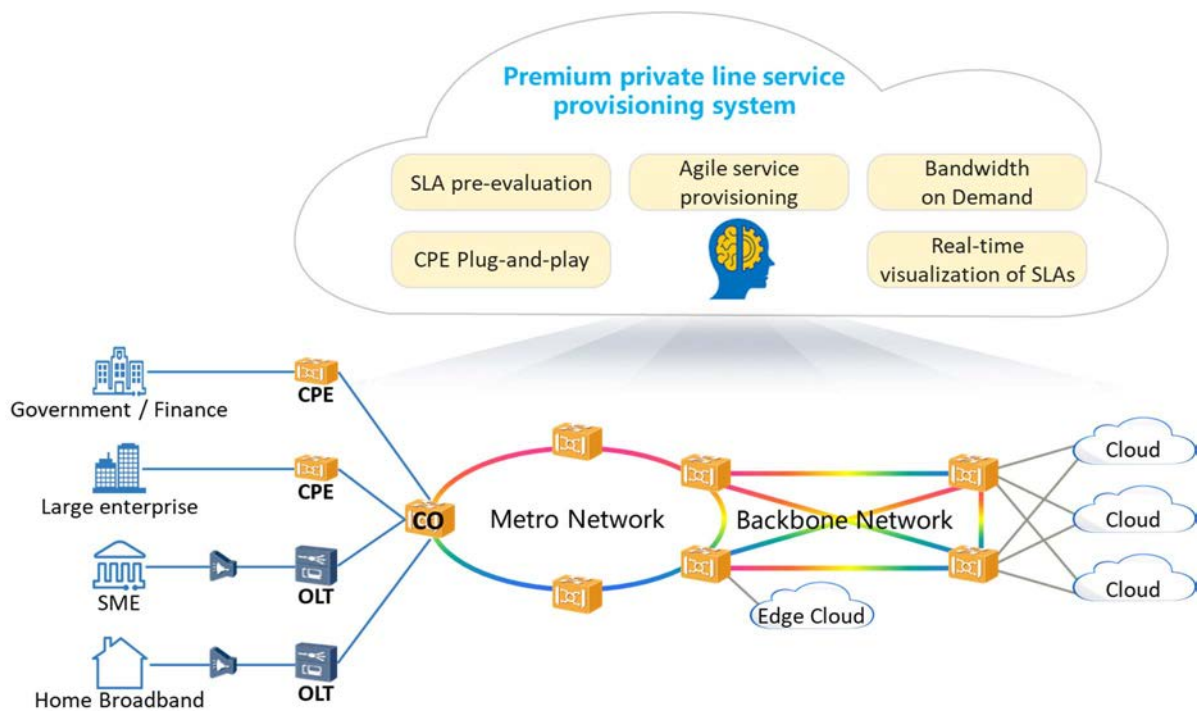 Premium private line service
provisioning system
SLA pre-evaluation
Agile service
provisioning
Bandwidth
on Demand
CPE Plug-and-play
Real-time
visualization of SLAs
Government / Finance
CPE
Large enterprise
CPE
SME
OLT
Home Broadband
OLT
CO
Metro Network
Backbone Network
Edge Cloud
Cloud
Cloud
Cloud